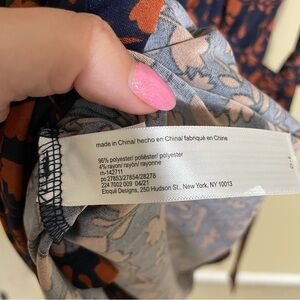 made in China/ hecho en China/ fabriqué en Chine
96% polyester/ poliéster/ polyester
4% rayon/ rayón/ rayonne
rn-142711
po 27853/27854/28278
224 7002 009 04/21
Eloquii Designs, 250 Hudson St., New York, NY 10013